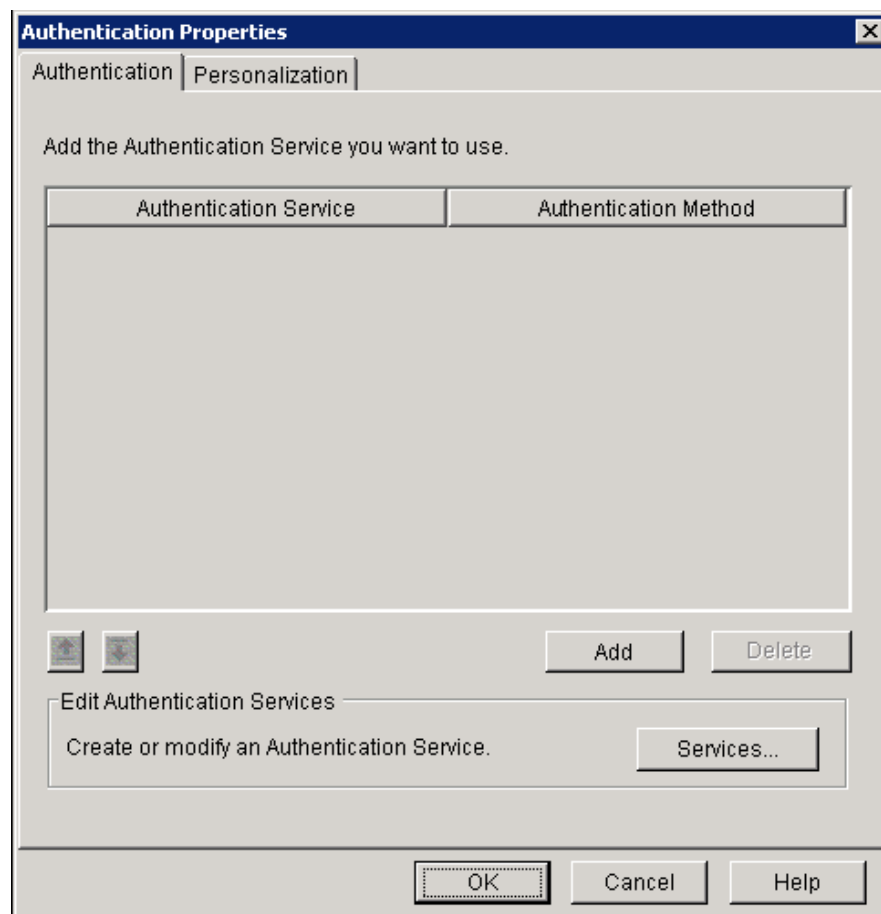 Authentication Properties
Authentication Personalization
Add the Authentication Service you want to use.
Authentication Service Authentication Method
Add Delete
Edit Authentication Services
Create or modify an Authentication Service. Services...
OK Cancel Help